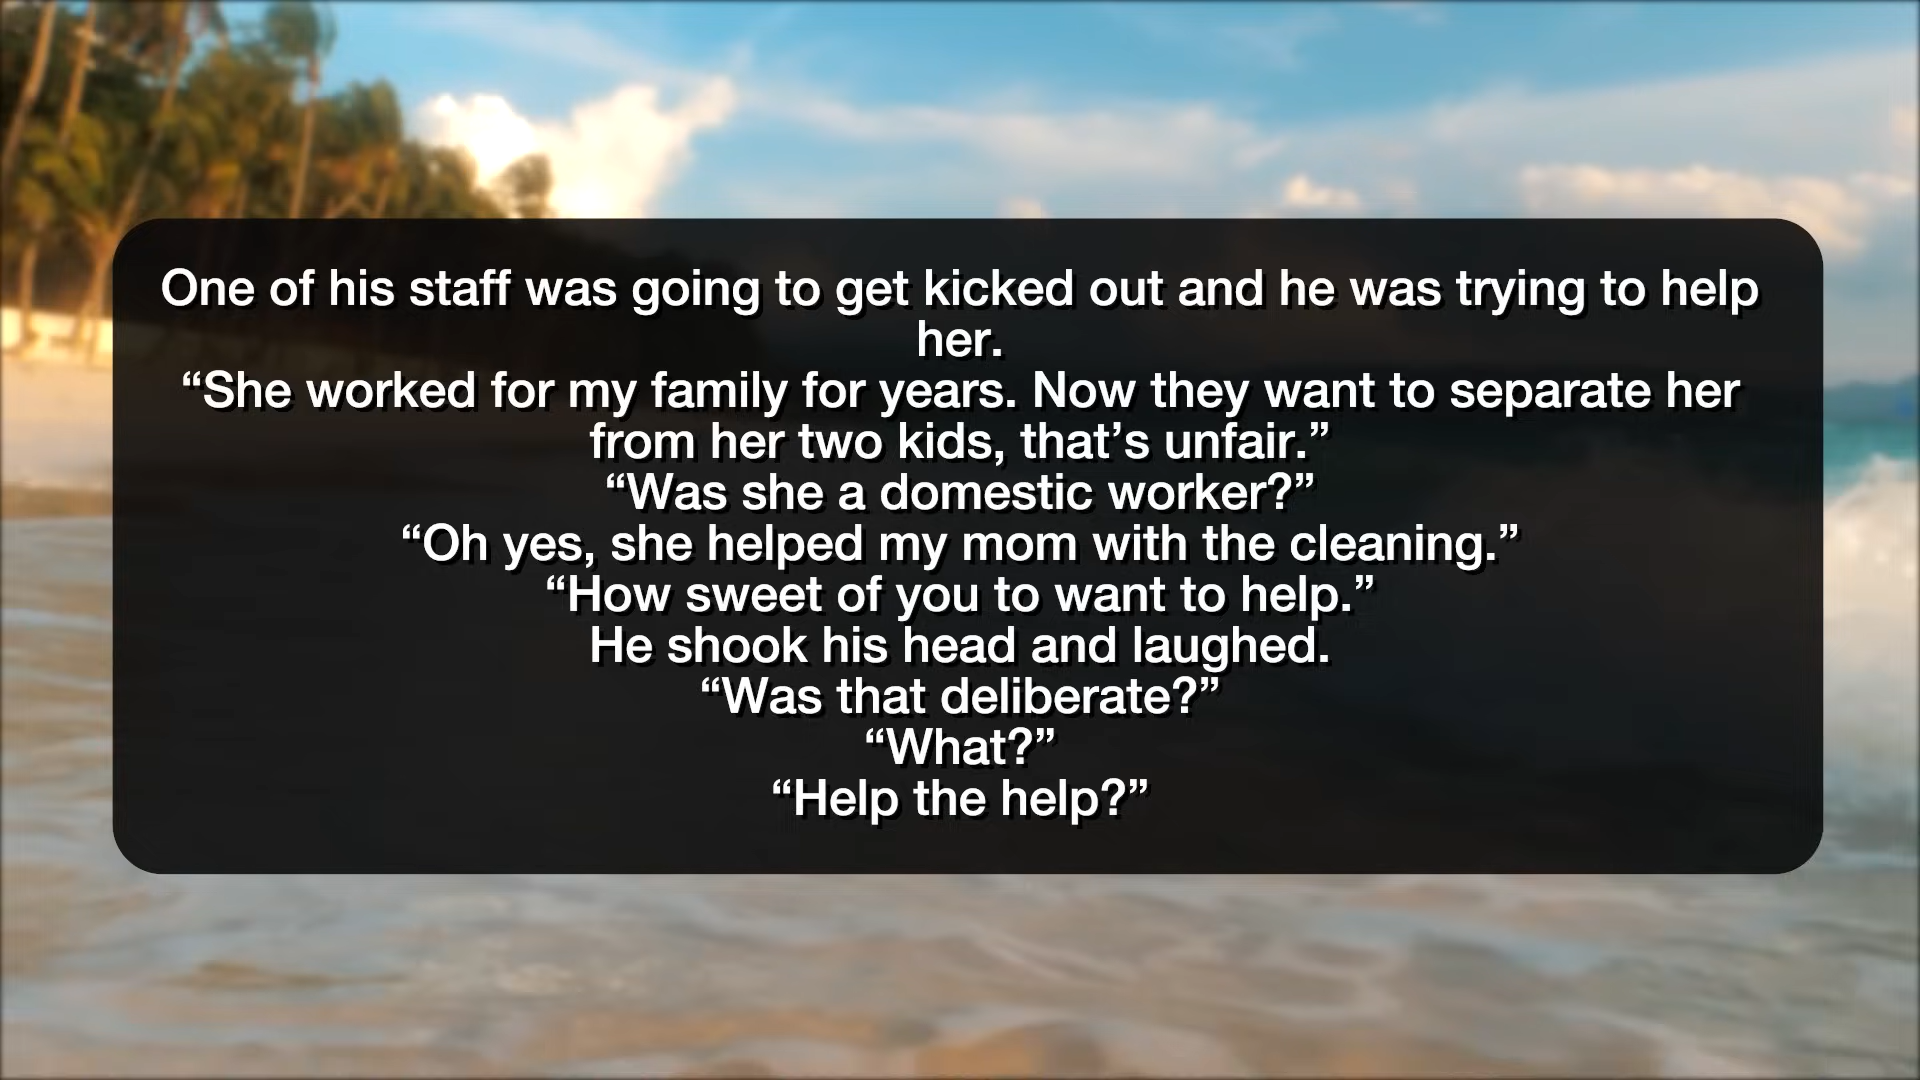 One of his staff was going to get kicked out and he was trying to help
her.
“She worked for my family for years. Now they want to separate her
from her two kids, that’s unfair.”
“Was she a domestic worker?”
“Oh yes, she helped my mom with the cleaning.”
“How sweet of you to want to help.”
He shook his head and laughed.
“Was that deliberate?”
“What?”
“Help the help?”